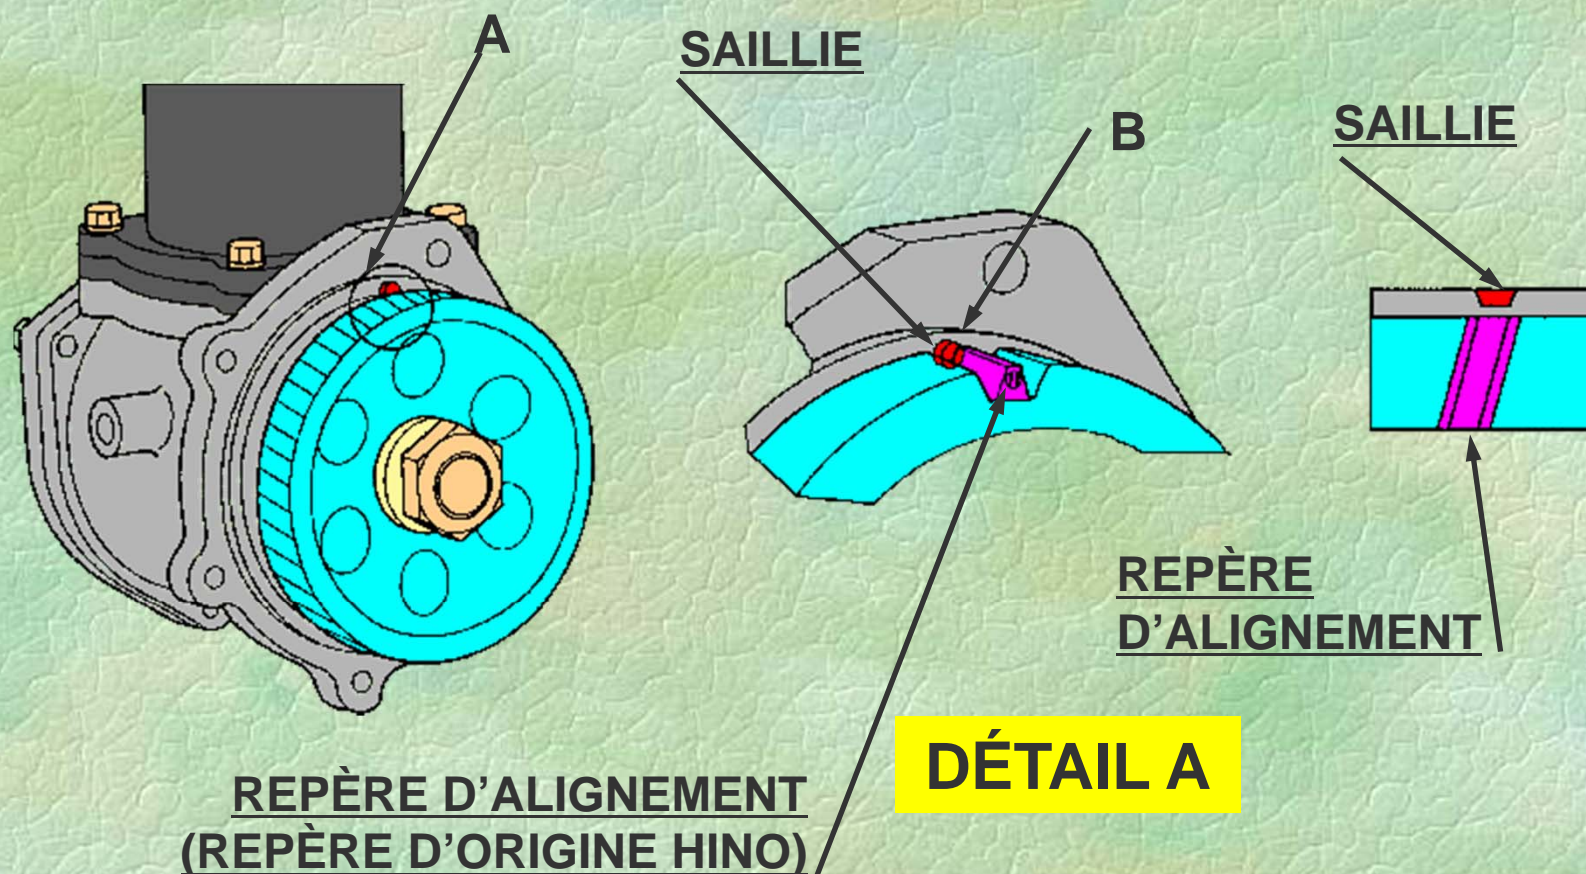 A
SAILLIE
B
SAILLIE
REPÈRE
D’ALIGNEMENT
DÉTAIL A
REPÈRE D’ALIGNEMENT
(REPÈRE D’ORIGINE HINO)